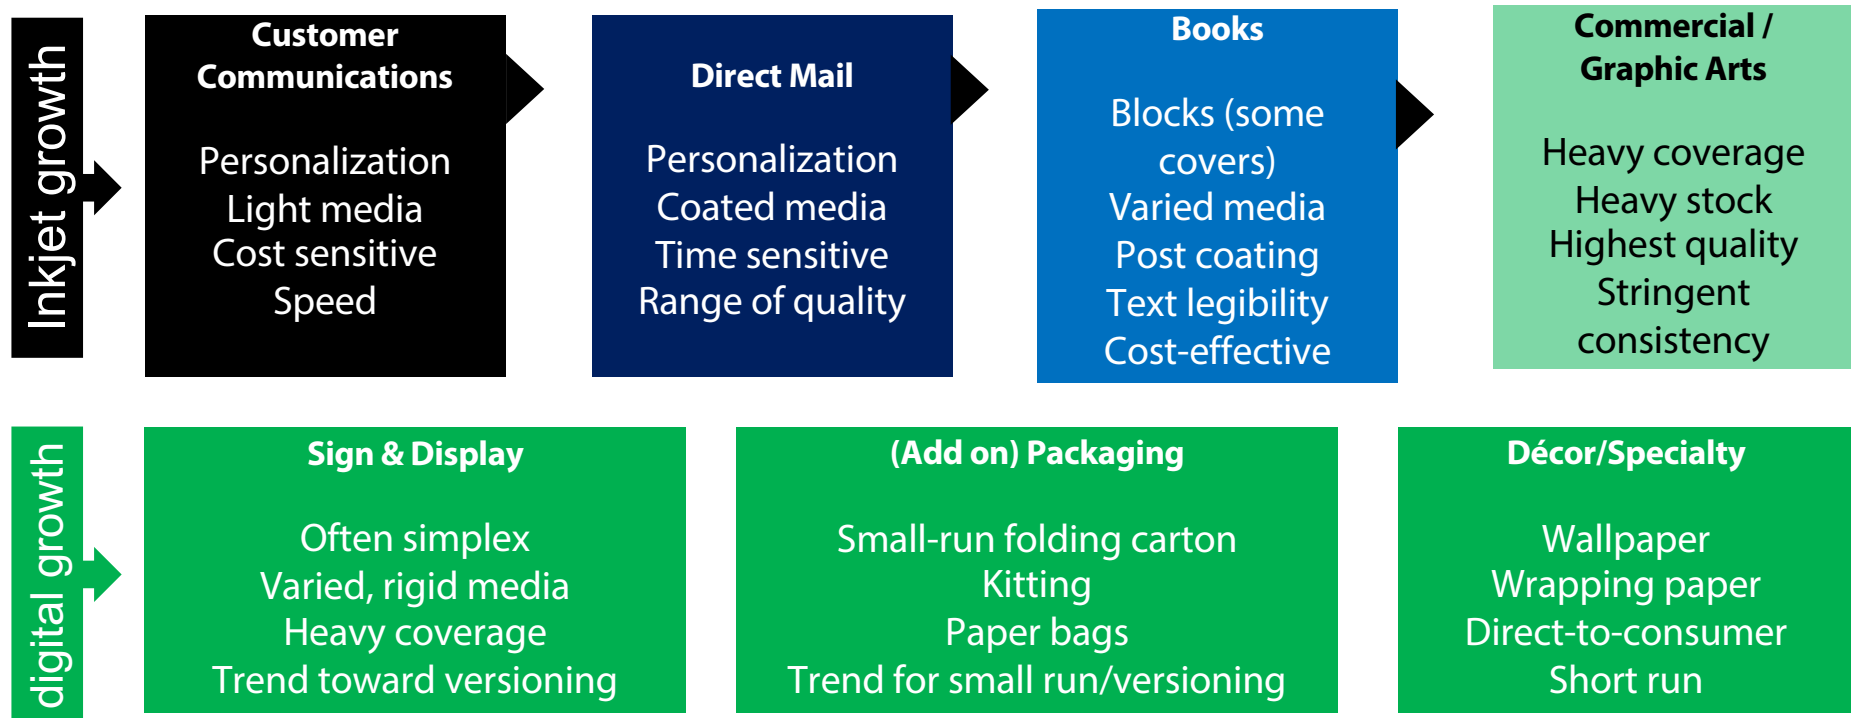 Inkjet growth
Customer
Communications
Personalization
Light media
Cost sensitive
Speed
Direct Mail
Personalization
Coated media
Time sensitive
Range of quality
Books
Blocks (some
covers)
Varied media
Post coating
Text legibility
Cost-effective
Commercial /
Graphic Arts
Heavy coverage
Heavy stock
Highest quality
Stringent
consistency
digital growth
Sign & Display
Often simplex
Varied, rigid media
Heavy coverage
Trend toward versioning
(Add on) Packaging
Small-run folding carton
Kitting
Paper bags
Trend for small run/versioning
Décor/Specialty
Wallpaper
Wrapping paper
Direct-to-consumer
Short run